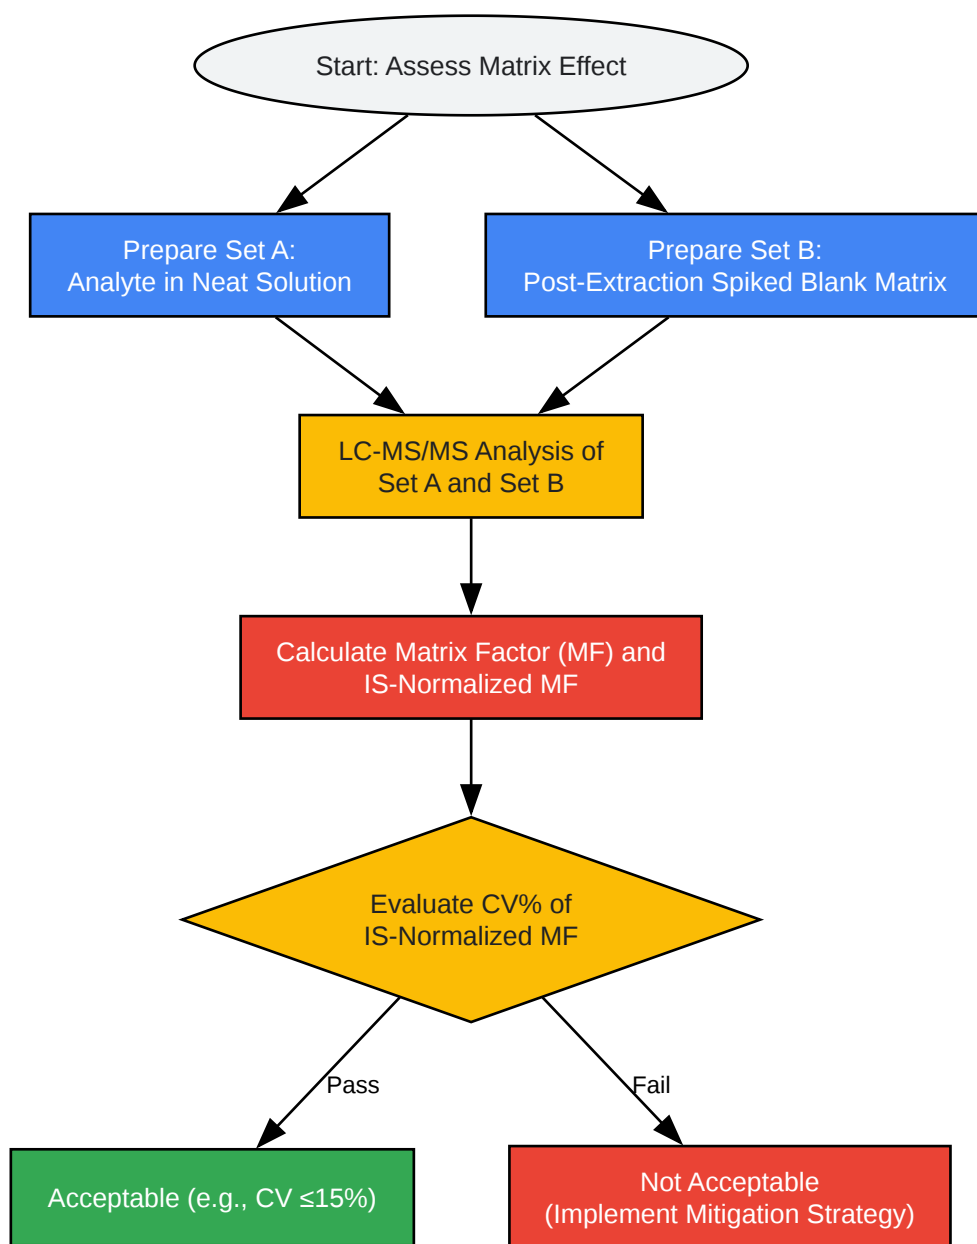 Start: Assess Matrix Effect
Prepare Set A:
Analyte in Neat Solution
Prepare Set B:
Post-Extraction Spiked Blank Matrix
LC-MS/MS Analysis of
Set A and Set B
Calculate Matrix Factor (MF) and
IS-Normalized MF
Evaluate CV% of
IS-Normalized MF
Pass
Fail
Acceptable (e.g., CV ≤15%)
Not Acceptable
(Implement Mitigation Strategy)